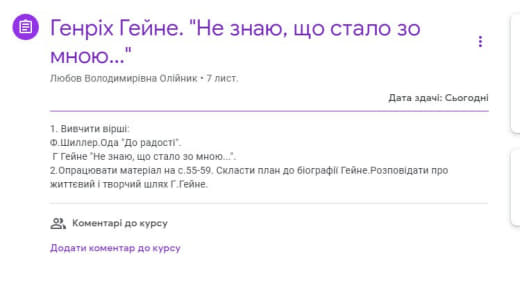 Генріх Гейне. "Не знаю, що стало зо
мною..."
Любов Володимирівна Олійник • 7 лист.
Дата здачі: Сьогодні
1. Вивчити вірші:
Ф.Шиллер.Ода "До радості".
Г Гейне "Не знаю, що стало зо мною...".
2.Опрацювати матеріал на с.55-59. Скласти план до біографії Гейне.Розповідати про
життєвий і творчий шлях Г.Гейне.
Коментарі до курсу
Додати коментар до курсу